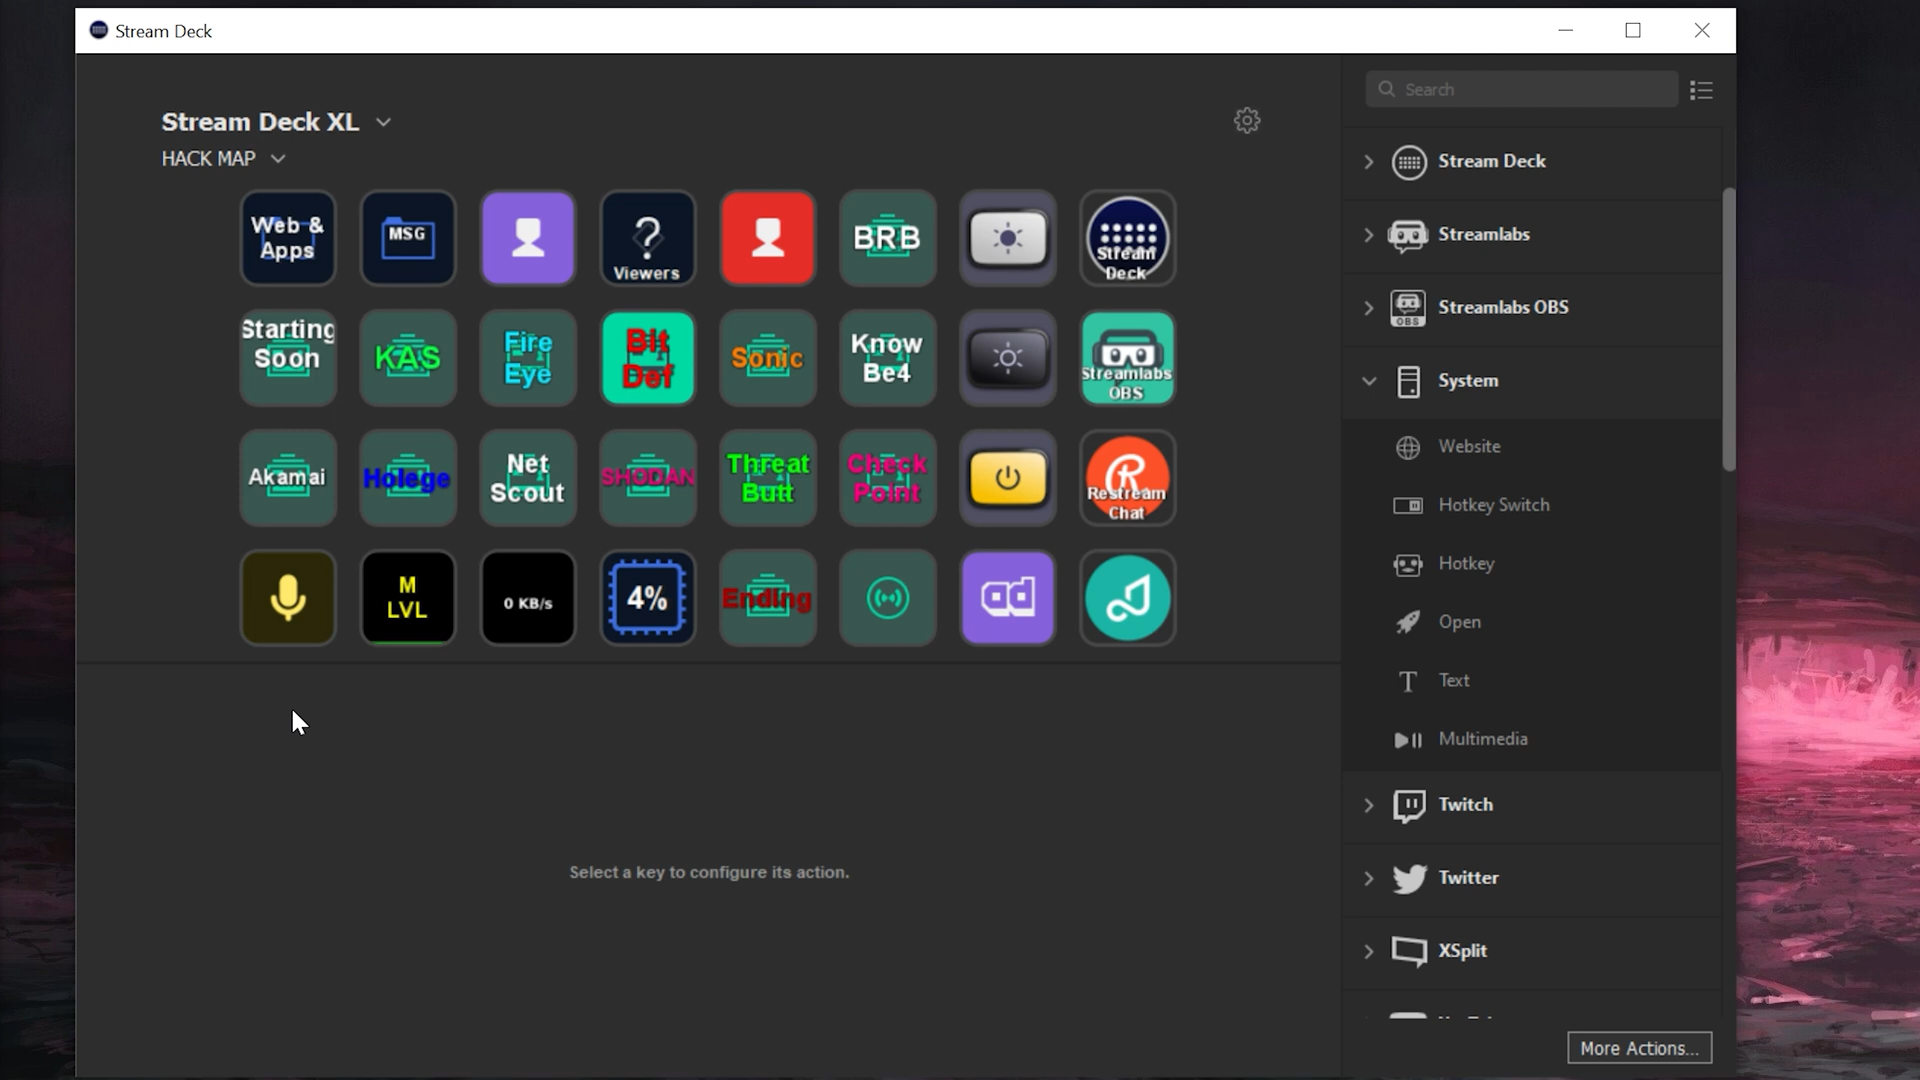 Stream Deck
Search
Stream Deck XL
HACK MAP
Web &
Apps
MSG
?
Viewers
BRB
Stream
Deck
Starting
Soon
KAS
Fire
Eye
Bit
Def
Sonic
Know
Be4
Streamlabs
OBS
Akamai
Holege
Net
Scout
SHODAN
Threat
Butt
Check
Point
R
Restream
Chat
M
LVL
0 KB/s
4%
Ending
ad
Select a key to configure its action.
Stream Deck
Streamlabs
OBS
Streamlabs OBS
System
Website
Hotkey Switch
Hotkey
Open
T Text
Multimedia
Twitch
Twitter
XSplit
More Actions...